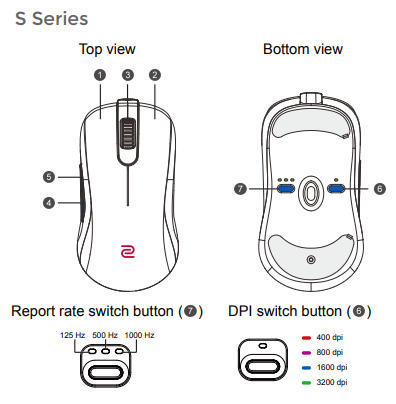 S Series
Top view
Bottom view
1
3
2
5
4
7
6
Report rate switch button (7)
DPI switch button (6)
125 Hz
500 Hz
1000 Hz
400 dpi
800 dpi
1600 dpi
3200 dpi